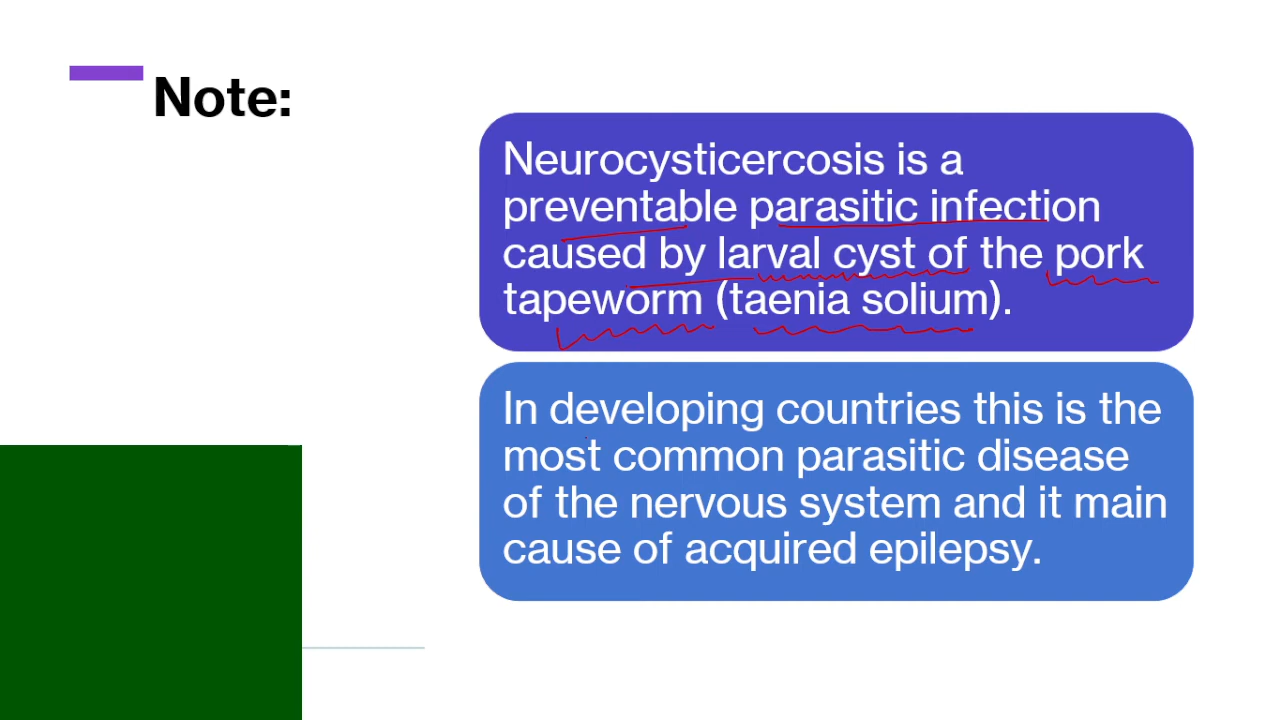 Note:
Neurocysticercosis is a
preventable parasitic infection
caused by larval cyst of the pork
tapeworm (taenia solium).
In developing countries this is the
most common parasitic disease
of the nervous system and it main
cause of acquired epilepsy.